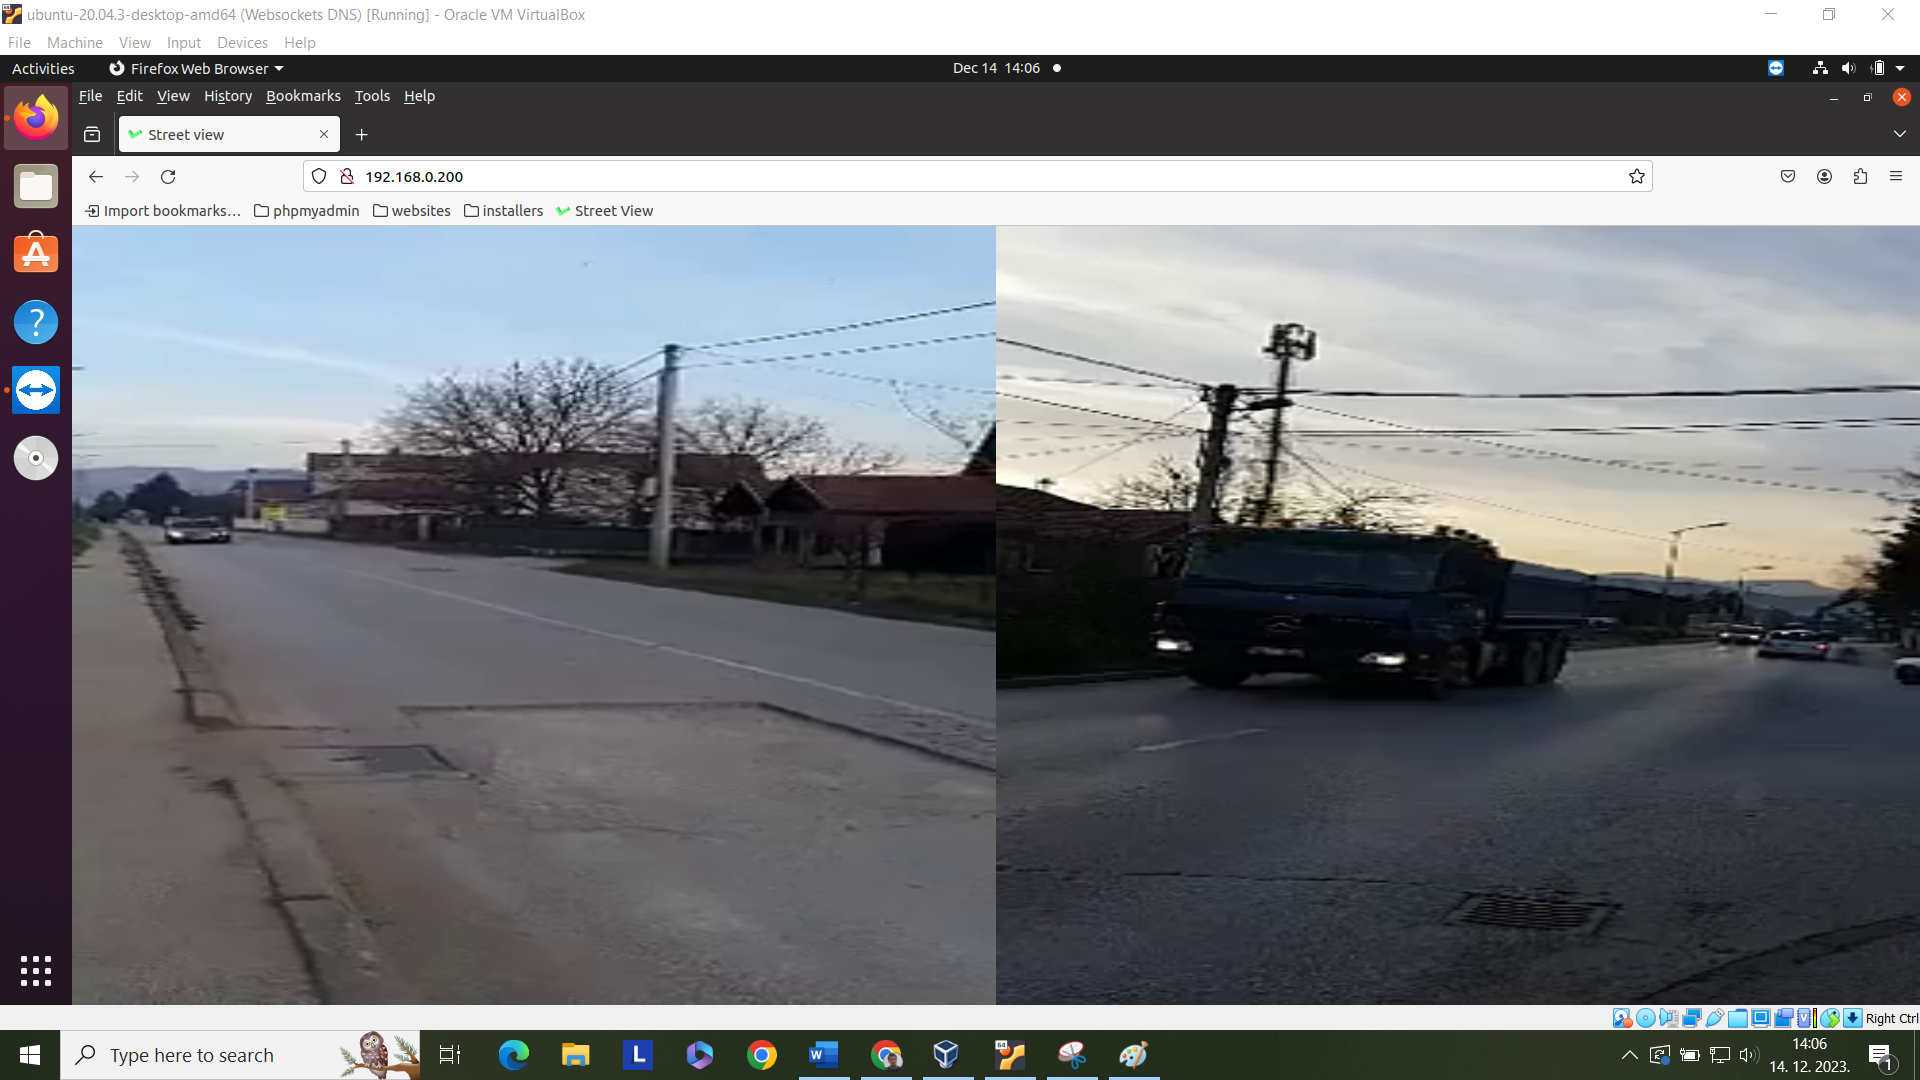 ubuntu-20.04.3-desktop-amd64 (Websockets DNS) [Running] - Oracle VM VirtualBox
File Machine View Input Devices Help
Activities Firefox Web Browser Dec 14 14:06
File Edit View History Bookmarks Tools Help
Street view
192.168.0.200
Import bookmarks... phpmyadmin websites installers Street View
Right Ctrl
Type here to search
14:06
14. 12. 2023.
1